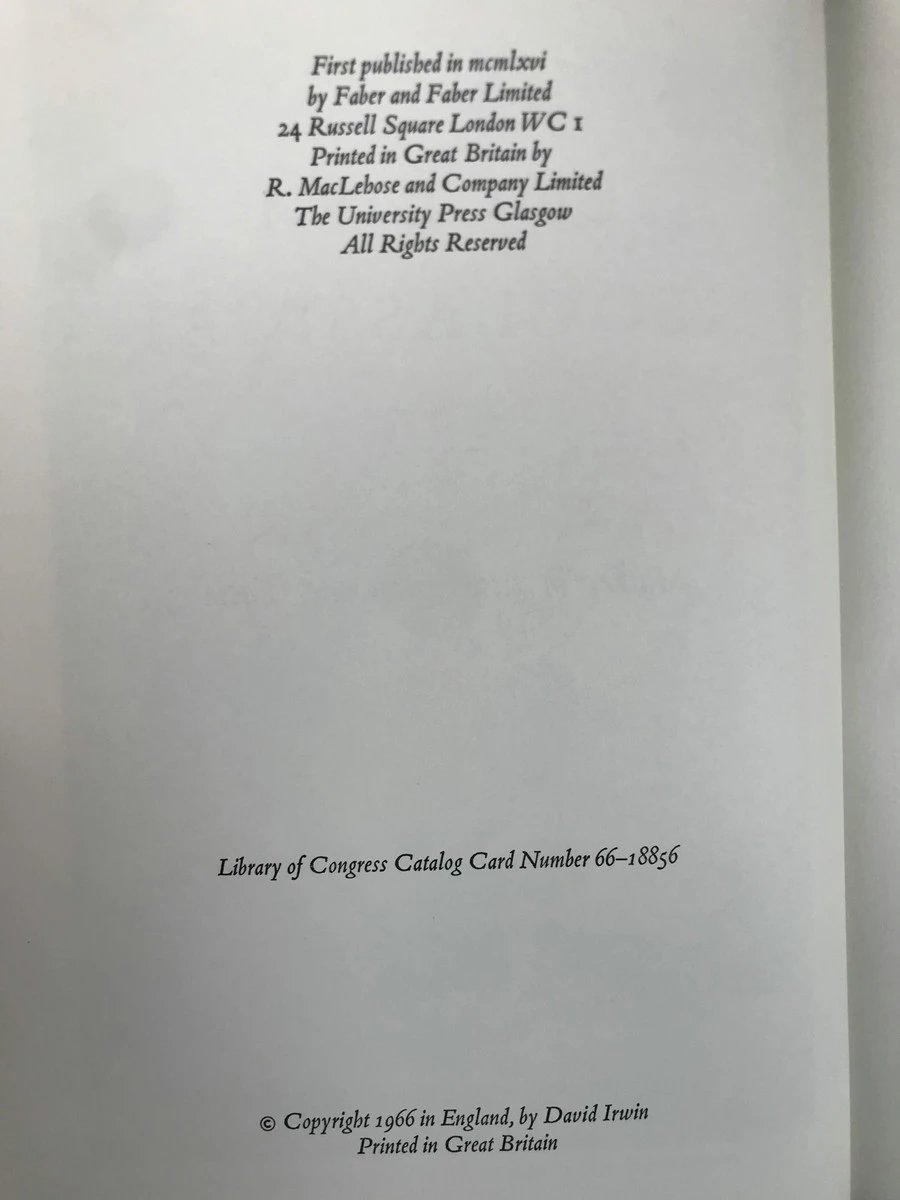 First published in mcmlxvi
by Faber and Faber Limited
24 Russell Square London WC 1
Printed in Great Britain by
R. MacLehose and Company Limited
The University Press Glasgow
All Rights Reserved
Library of Congress Catalog Card Number 66–18856
© Copyright 1966 in England, by David Irwin
Printed in Great Britain